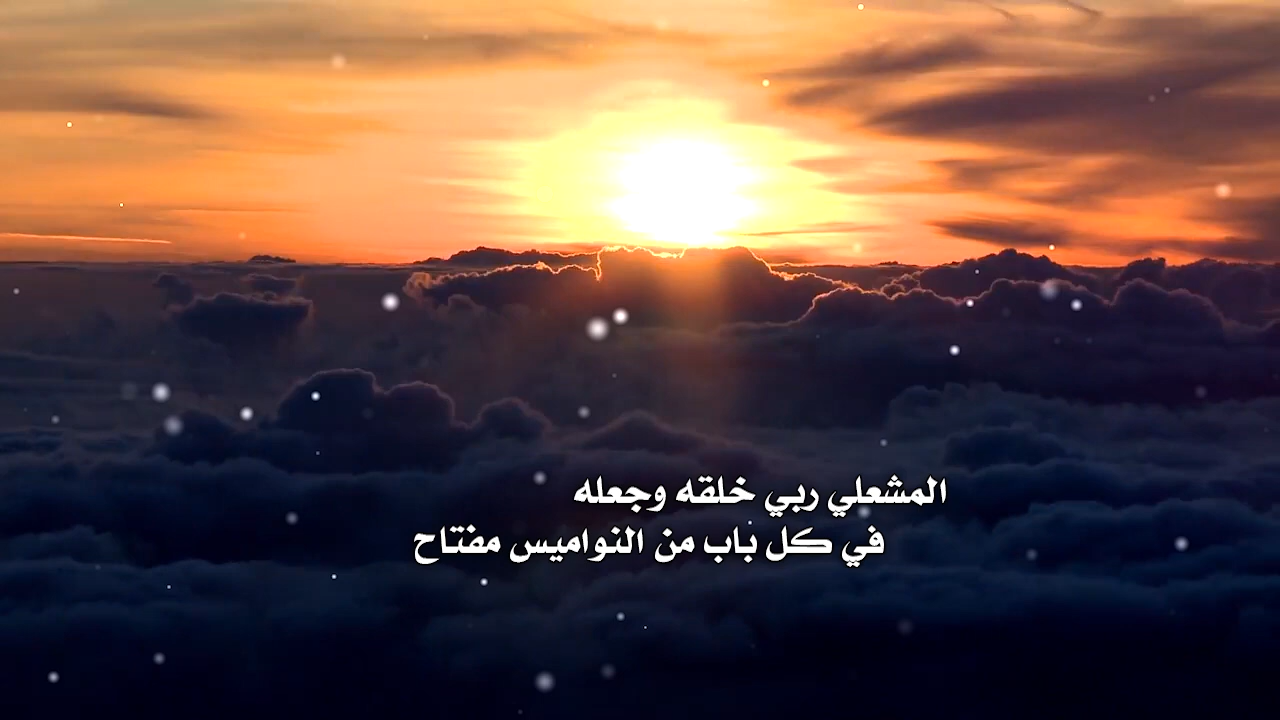 المشعلي ربي خلقه وجعله
في كل باب من النواميس مفتاح